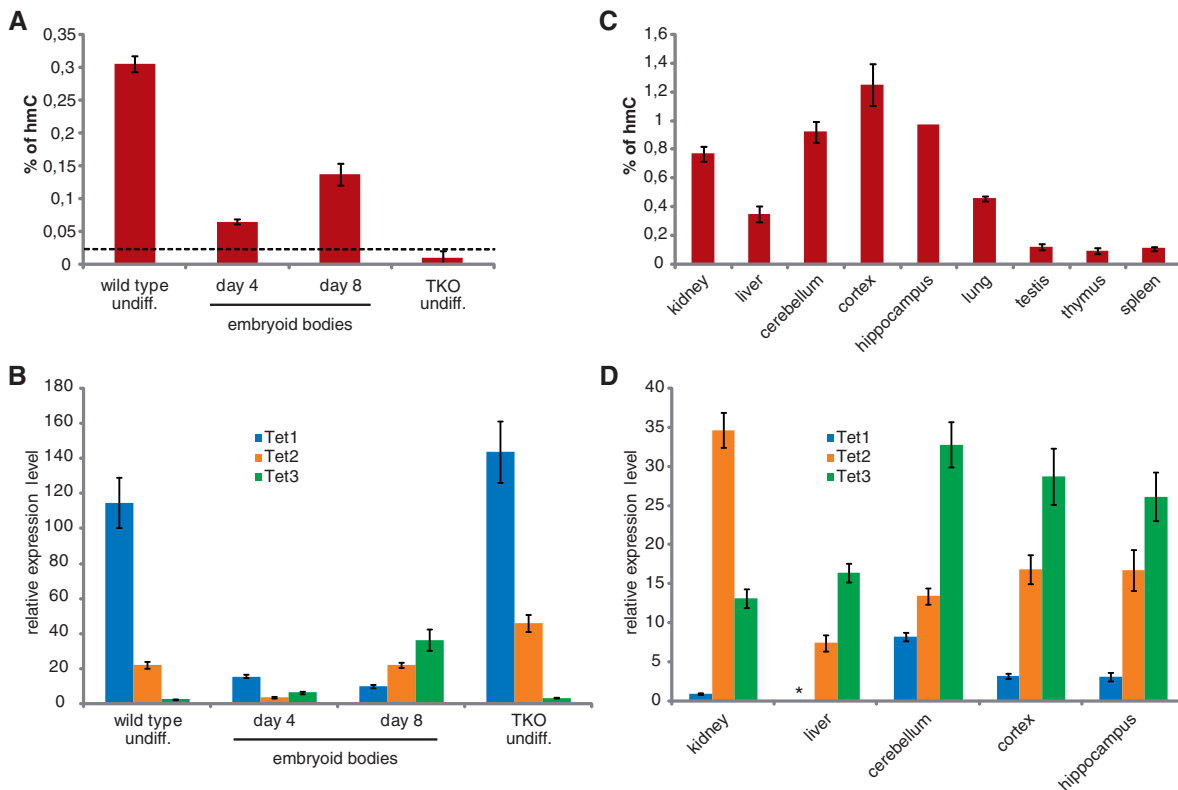 A
% of hmC
0,35
0,3
0,25
0,2
0,15
0,1
0,05
0
wild type undiff.
day 4
day 8
TKO undiff.
embryoid bodies
C
% of hmC
1,6
1,4
1,2
1
0,8
0,6
0,4
0,2
0
kidney
liver
cerebellum
cortex
hippocampus
lung
testis
thymus
spleen
B
relative expression level
180
160
140
120
100
80
60
40
20
0
Tet1
Tet2
Tet3
wild type undiff.
day 4
day 8
TKO undiff.
embryoid bodies
D
relative expression level
40
35
30
25
20
15
10
5
0
Tet1
Tet2
Tet3
*
kidney
liver
cerebellum
cortex
hippocampus